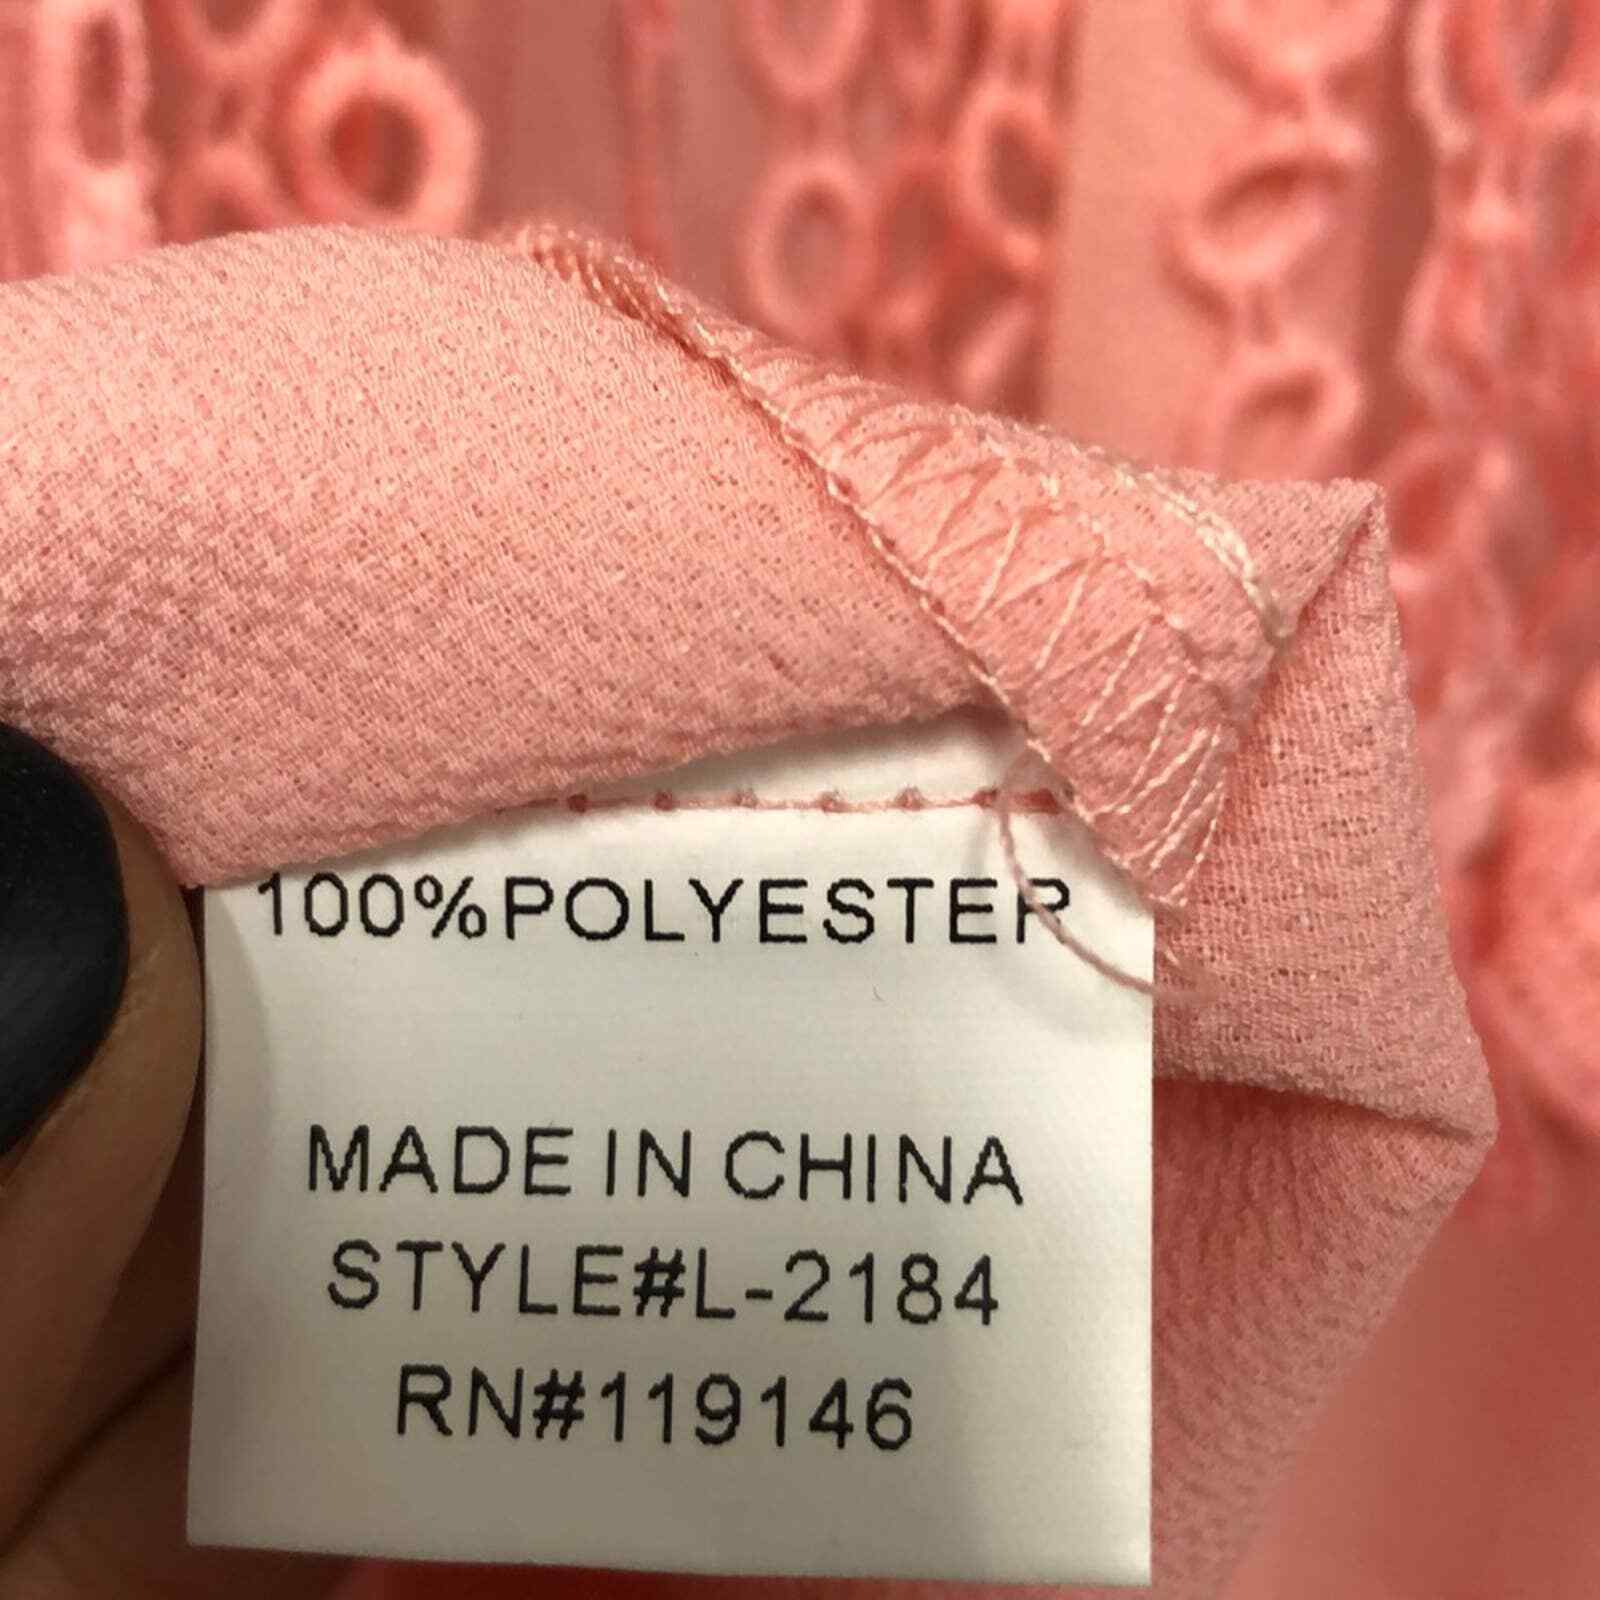 100%POLYESTER
MADE IN CHINA
STYLE#L-2184
RN#119146